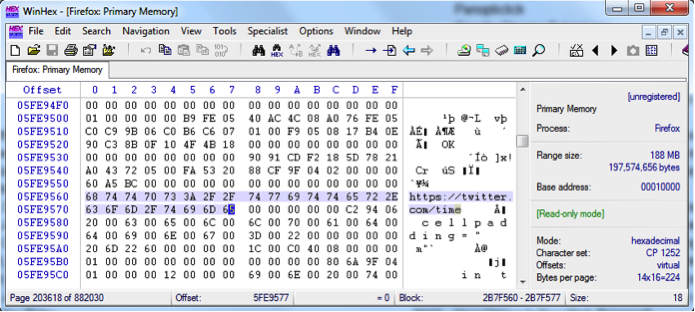 WinHex - [Firefox: Primary Memory]
File Edit Search Navigation View Tools Specialist Options Window Help
Firefox: Primary Memory
Offset 0 1 2 3 4 5 6 7 8 9 A B C D E F
05FE94F0 00 00 00 00 00 00 00 00 00 00 00 00 00 00 00 00
05FE9500 00 00 00 00 00 B9 FE 05 40 AC 4C 08 A0 76 FE 05 ¹þ @¬L vþ
05FE9510 C0 C9 9B 06 C0 B6 C6 07 01 00 F9 05 08 17 B4 0E
05FE9520 90 C3 8B 0F 10 4F 4B 18 00 00 00 00 00 00 00 00
05FE9530 00 00 00 00 00 00 00 00 90 91 CD F2 18 5D 78 21
05FE9540 A0 43 72 05 00 FA 53 20 88 CF 9F 04 02 00 00 00
05FE9550 60 A5 BC 00 00 00 00 00 00 00 00 00 00 00 00 00 `¥¼
05FE9560 68 74 74 70 73 3A 2F 2F 74 77 69 74 74 65 72 2E https://twitter.
05FE9570 63 6F 6D 2F 74 69 6D 65 00 00 00 00 00 C2 94 06 com/time
05FE9580 20 00 63 00 65 00 6C 00 6C 00 70 00 61 00 64 00 c e l l p a d
05FE9590 64 00 69 00 6E 00 67 00 3D 00 22 00 00 00 00 00 d i n g = "
05FE95A0 20 6D 22 60 00 00 00 00 1C 00 C0 40 08 00 64 00 m"` À@
05FE95B0 01 00 00 00 00 00 00 00 00 00 00 00 80 6A 9F 04
05FE95C0 01 00 00 00 12 00 00 00 69 00 6E 00 20 00 74 00 i n t
[unregistered]
Primary Memory
Process: Firefox
Range size: 188 MB
197,574,656 bytes
Base address: 00010000
[Read-only mode]
Mode: hexadecimal
Character set: CP 1252
Offsets: virtual
Bytes per page: 14x16=224
Page 203618 of 882030 Offset: 5FE9577 = 0 Block: 2B7F560 - 2B7F577 Size: 18